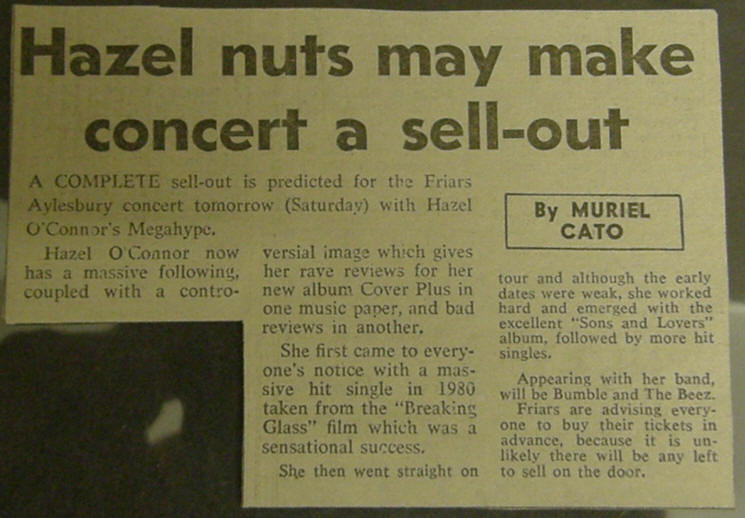 Hazel nuts may make
concert a sell-out
A COMPLETE sell-out is predicted for the Friars
Aylesbury concert tomorrow (Saturday) with Hazel
O'Connor's Megahype.
By MURIEL
CATO
Hazel O'Connor now
has a massive following,
coupled with a contro-
versial image which gives
her rave reviews for her
new album Cover Plus in
one music paper, and bad
reviews in another.
She first came to every-
one's notice with a mas-
sive hit single in 1980
taken from the "Breaking
Glass" film which was a
sensational success.
She then went straight on
tour and although the early
dates were weak, she worked
hard and emerged with the
excellent "Sons and Lovers"
album, followed by more hit
singles.
Appearing with her band,
will be Bumble and The Beez.
Friars are advising every-
one to buy their tickets in
advance, because it is un-
likely there will be any left
to sell on the door.